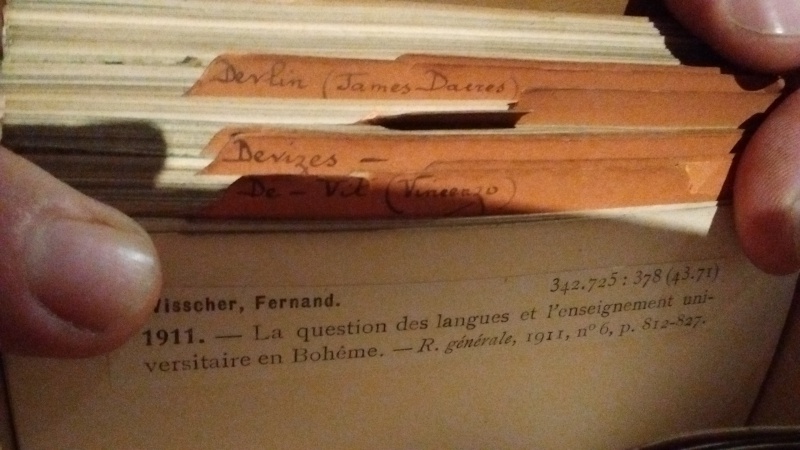 Devlin (James Dacres)
Devizes —
De - Vit (Vincenzo)
Visscher, Fernand.
342.725 : 378 (43.71)
1911. — La question des langues et l'enseignement uni-
versitaire en Bohême. — R. générale, 1911, nº 6, p. 812-827.